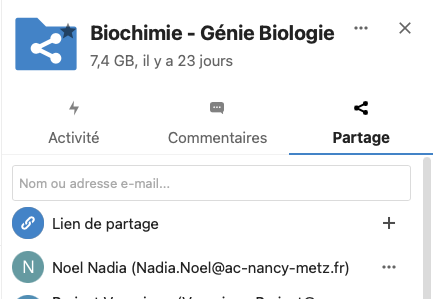 Biochimie - Génie Biologie
7,4 GB, il y a 23 jours
Activité
Commentaires
Partage
Nom ou adresse e-mail...
Lien de partage
N
Noel Nadia (Nadia.Noel@ac-nancy-metz.fr)